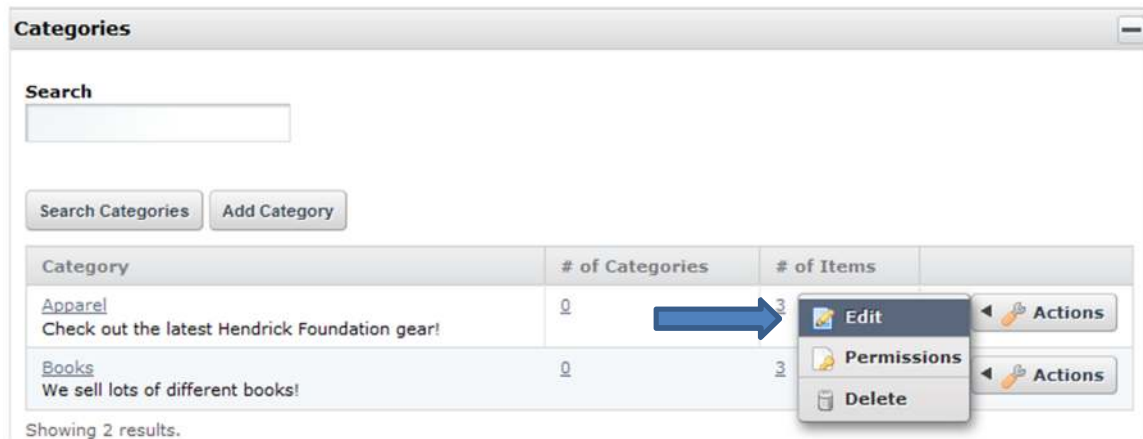 Categories
Search
Search Categories Add Category
Category # of Categories # of Items
Apparel 0 3 Edit Actions
Check out the latest Hendrick Foundation gear!
Permissions
Books 0 3 Actions
We sell lots of different books!
Delete
Showing 2 results.